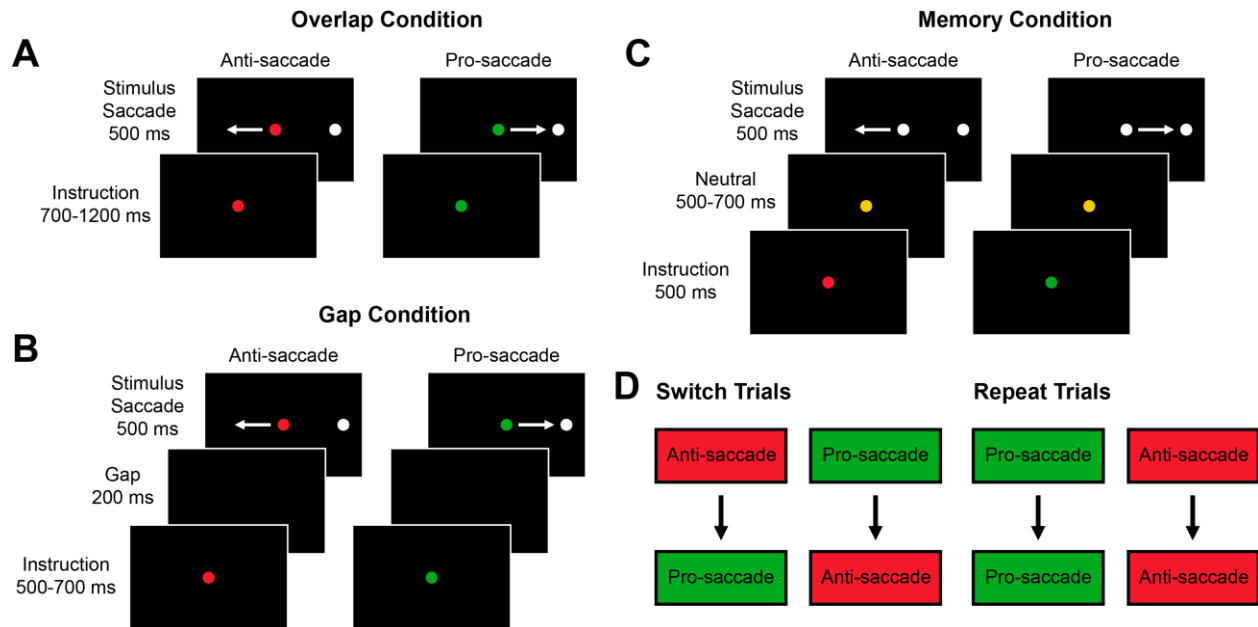 Overlap Condition
A
Anti-saccade
Pro-saccade
Stimulus
Saccade
500 ms
Instruction
700-1200 ms
Gap Condition
B
Anti-saccade
Pro-saccade
Stimulus
Saccade
500 ms
Gap
200 ms
Instruction
500-700 ms
Memory Condition
C
Anti-saccade
Pro-saccade
Stimulus
Saccade
500 ms
Neutral
500-700 ms
Instruction
500 ms
D
Switch Trials
Repeat Trials
Anti-saccade
Pro-saccade
Pro-saccade
Anti-saccade
Pro-saccade
Anti-saccade
Pro-saccade
Anti-saccade